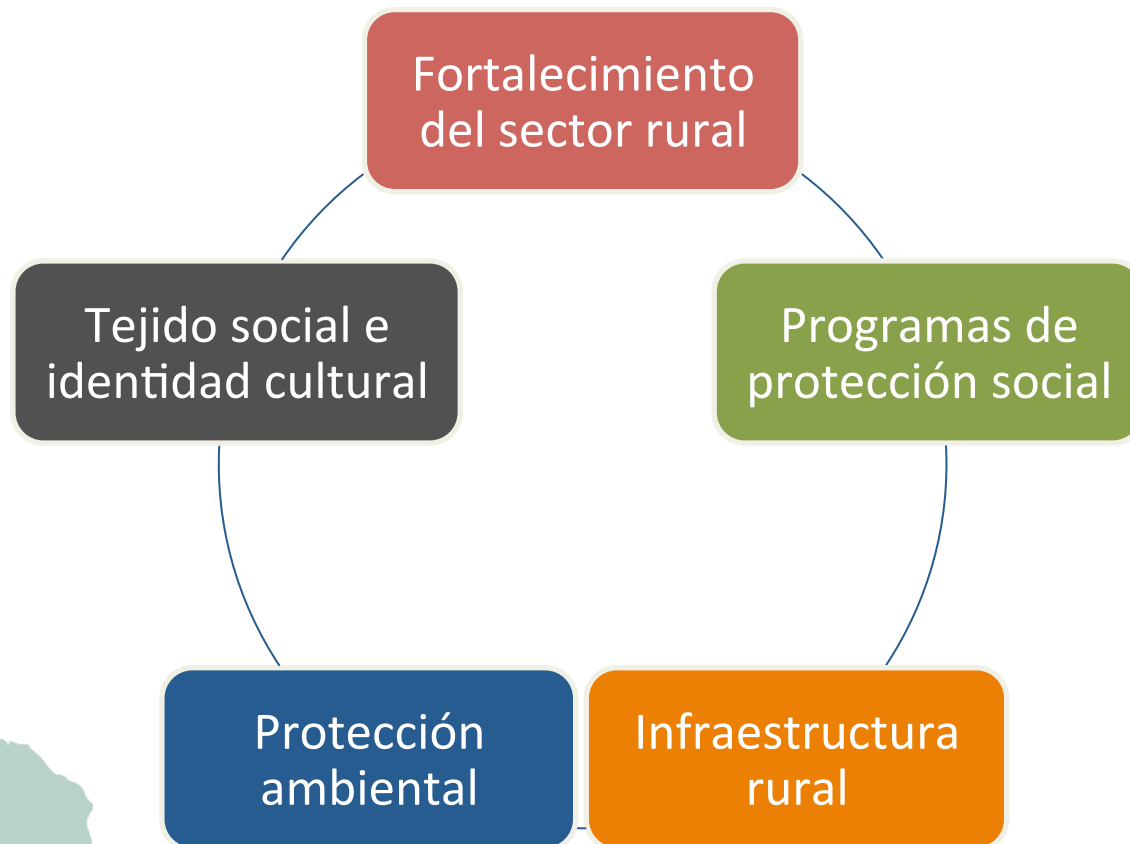 Fortalecimiento
del sector rural
Tejido social e
identidad cultural
Programas de
protección social
Protección
ambiental
Infraestructura
rural